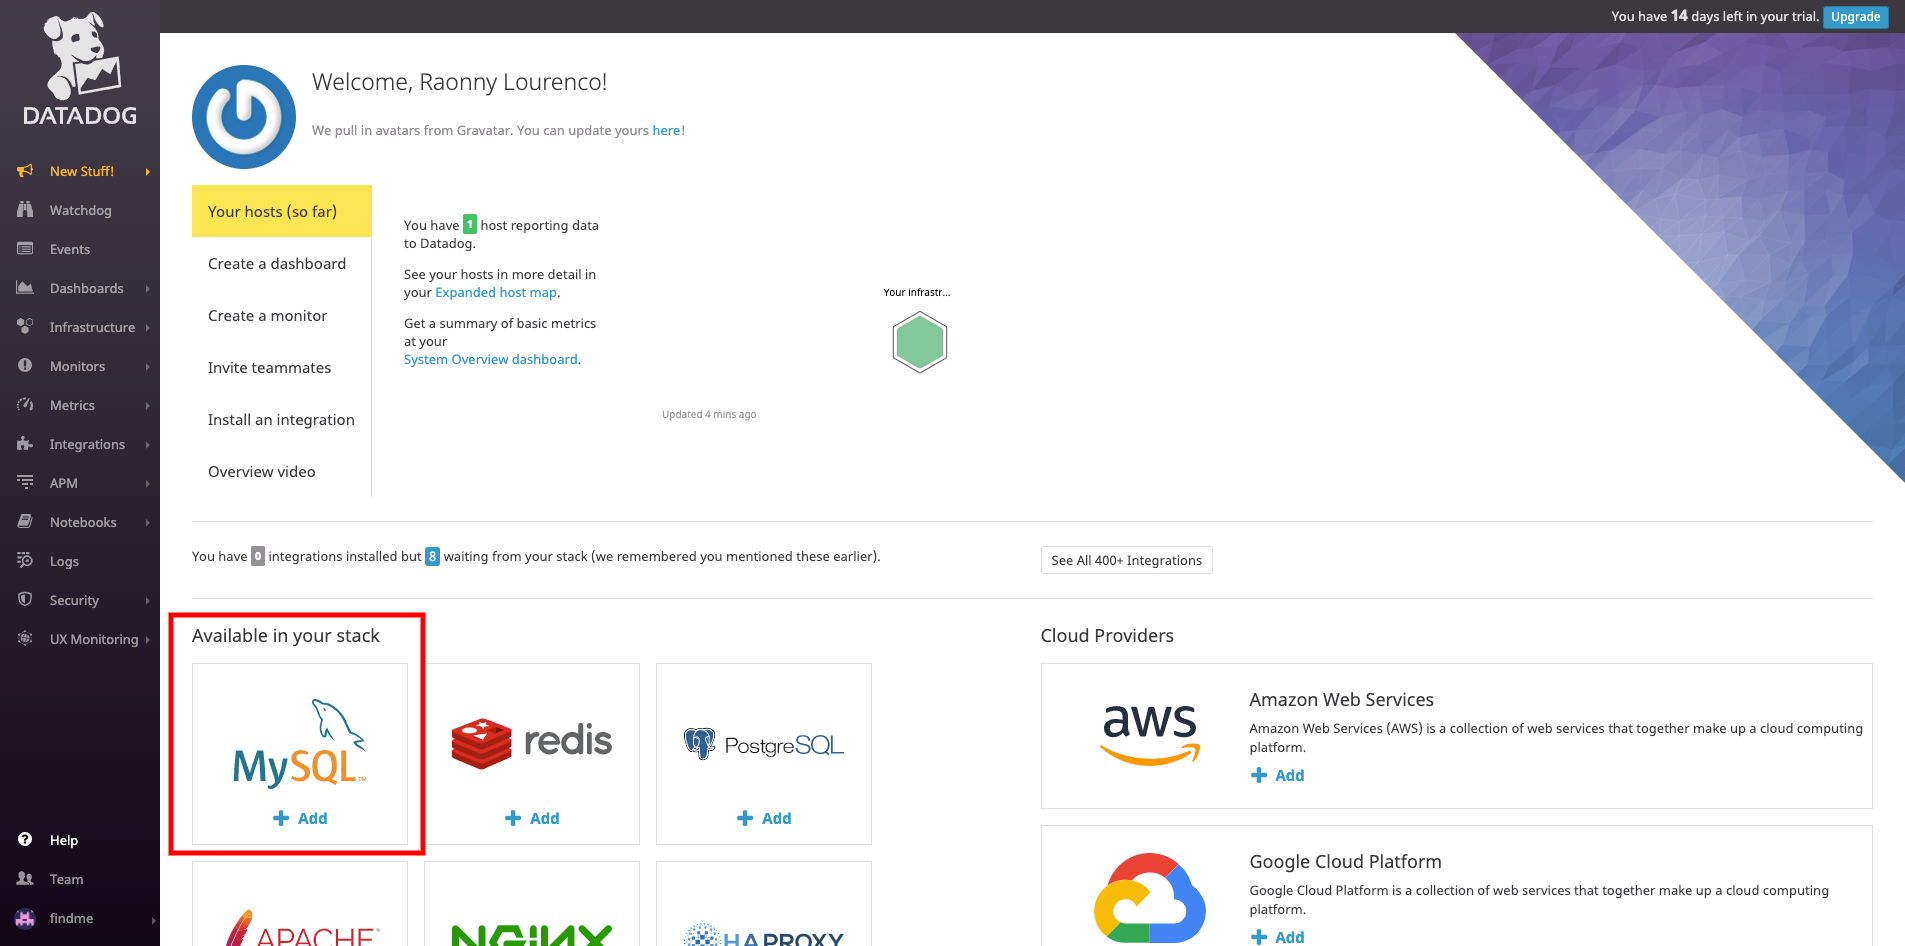 You have 14 days left in your trial. Upgrade
DATADOG
New Stuff!
Watchdog
Events
Dashboards
Infrastructure
Monitors
Metrics
Integrations
APM
Notebooks
Logs
Security
UX Monitoring
Help
Team
findme
Welcome, Raonny Lourenco!
We pull in avatars from Gravatar. You can update yours here!
Your hosts (so far)
Create a dashboard
Create a monitor
Invite teammates
Install an integration
Overview video
You have 1 host reporting data
to Datadog.
See your hosts in more detail in
your Expanded host map.
Get a summary of basic metrics
at your
System Overview dashboard.
Your infrastr...
Updated 4 mins ago
You have 0 integrations installed but 8 waiting from your stack (we remembered you mentioned these earlier).
See All 400+ Integrations
Available in your stack
MySQL™
Add
redis
Add
PostgreSQL
Add
APACHE®
NGINX
HAPROXY
Cloud Providers
aws
Amazon Web Services
Amazon Web Services (AWS) is a collection of web services that together make up a cloud computing
platform.
Add
Google Cloud Platform
Google Cloud Platform is a collection of web services that together make up a cloud computing
platform.
Add